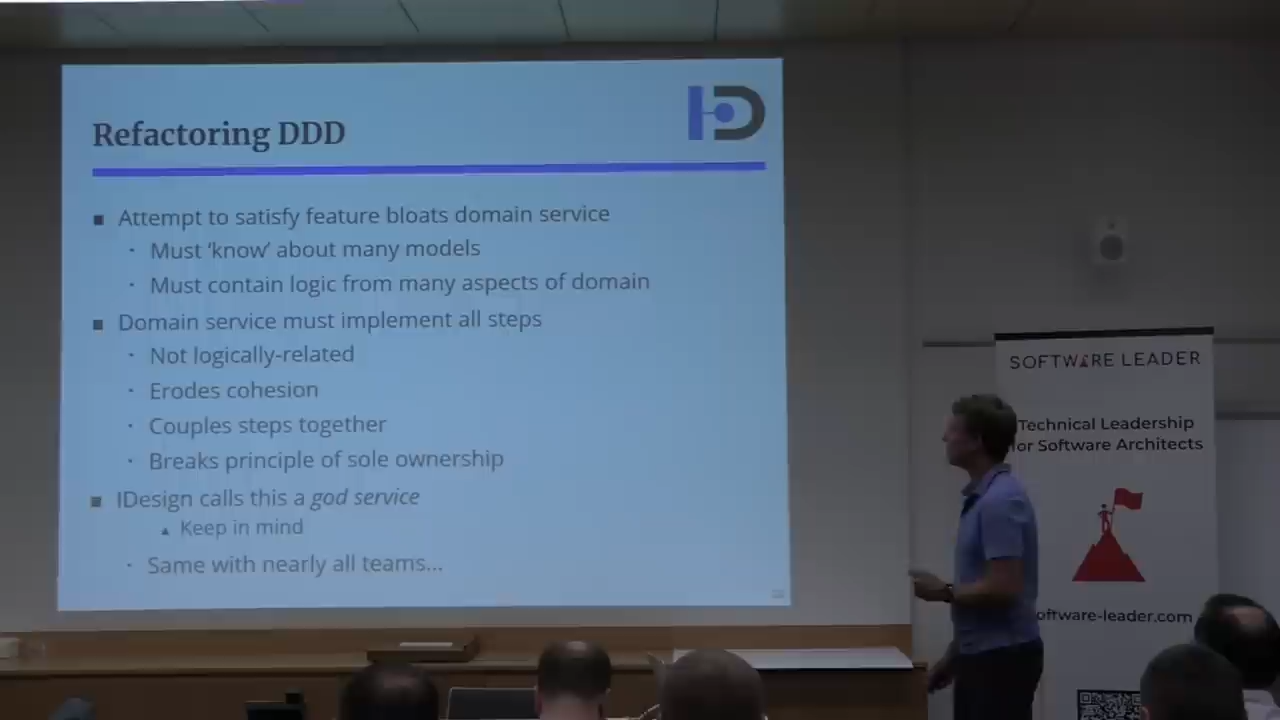 Refactoring DDD
Attempt to satisfy feature bloats domain service
Must ‘know’ about many models
Must contain logic from many aspects of domain
Domain service must implement all steps
Not logically-related
Erodes cohesion
Couples steps together
Breaks principle of sole ownership
IDesign calls this a god service
Keep in mind
Same with nearly all teams...
SOFTWARE LEADER
Technical Leadership
for Software Architects
oftware-leader.com